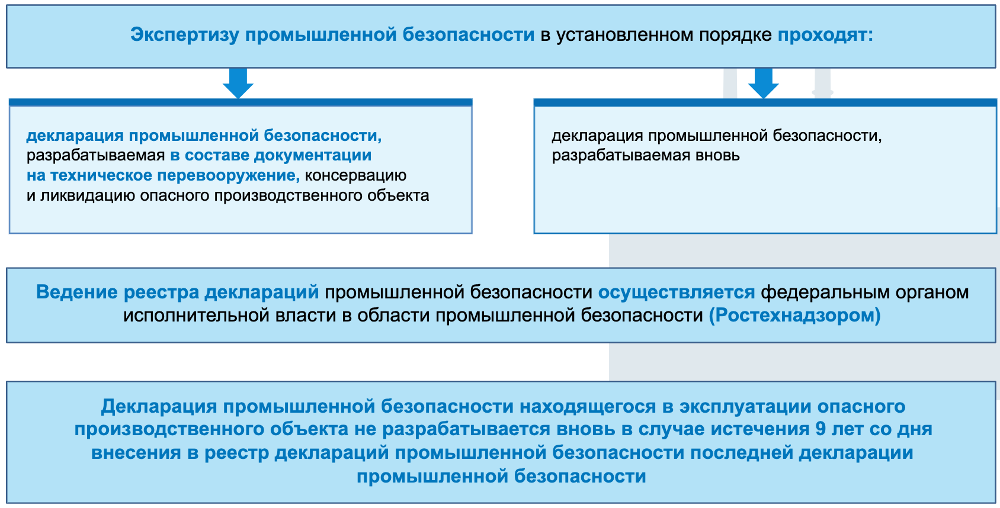 Экспертизу промышленной безопасности в установленном порядке проходят:
декларация промышленной безопасности,
разрабатываемая в составе документации
на техническое перевооружение, консервацию
и ликвидацию опасного производственного объекта
декларация промышленной безопасности,
разрабатываемая вновь
Ведение реестра деклараций промышленной безопасности осуществляется федеральным органом
исполнительной власти в области промышленной безопасности (Ростехнадзором)
Декларация промышленной безопасности находящегося в эксплуатации опасного
производственного объекта не разрабатывается вновь в случае истечения 9 лет со дня
внесения в реестр деклараций промышленной безопасности последней декларации
промышленной безопасности